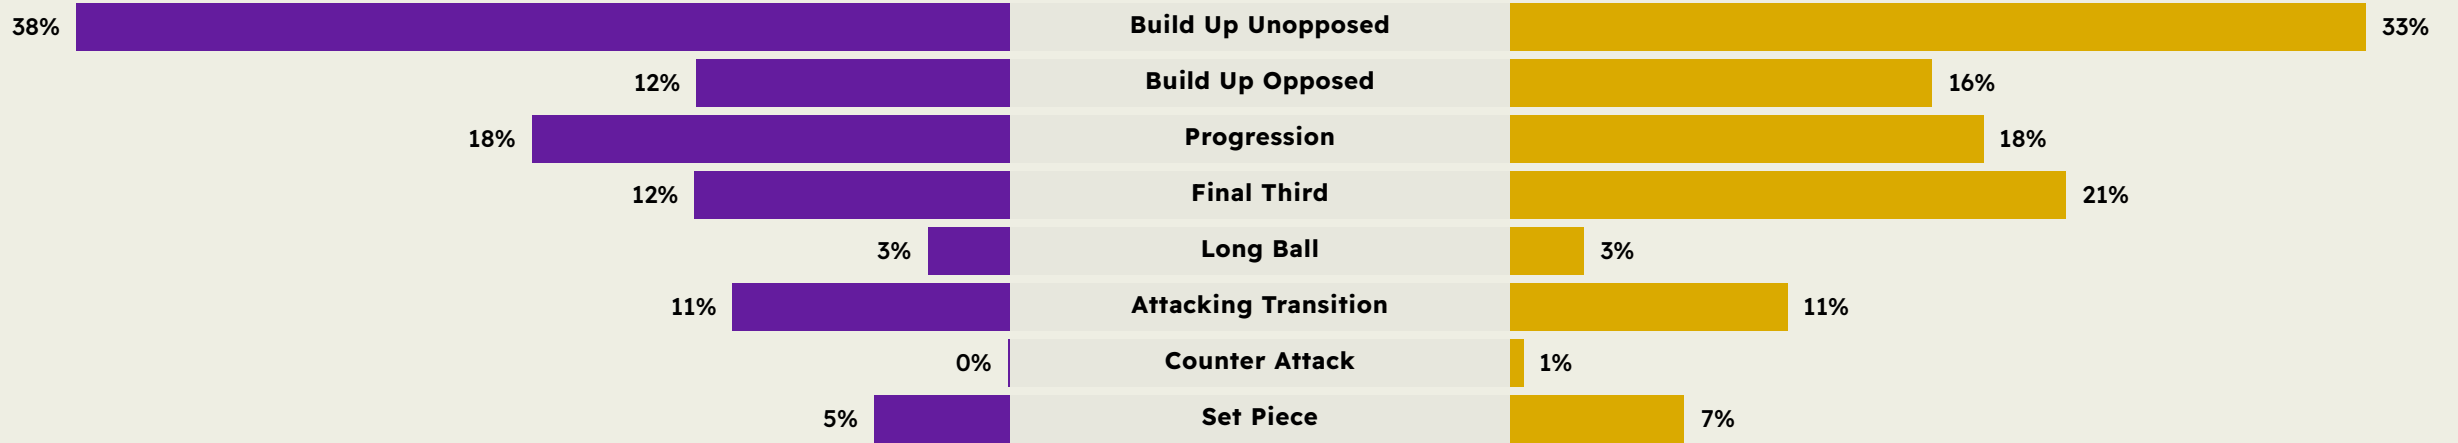 38% Build Up Unopposed 33%
12% Build Up Opposed 16%
18% Progression 18%
12% Final Third 21%
3% Long Ball 3%
11% Attacking Transition 11%
0% Counter Attack 1%
5% Set Piece 7%